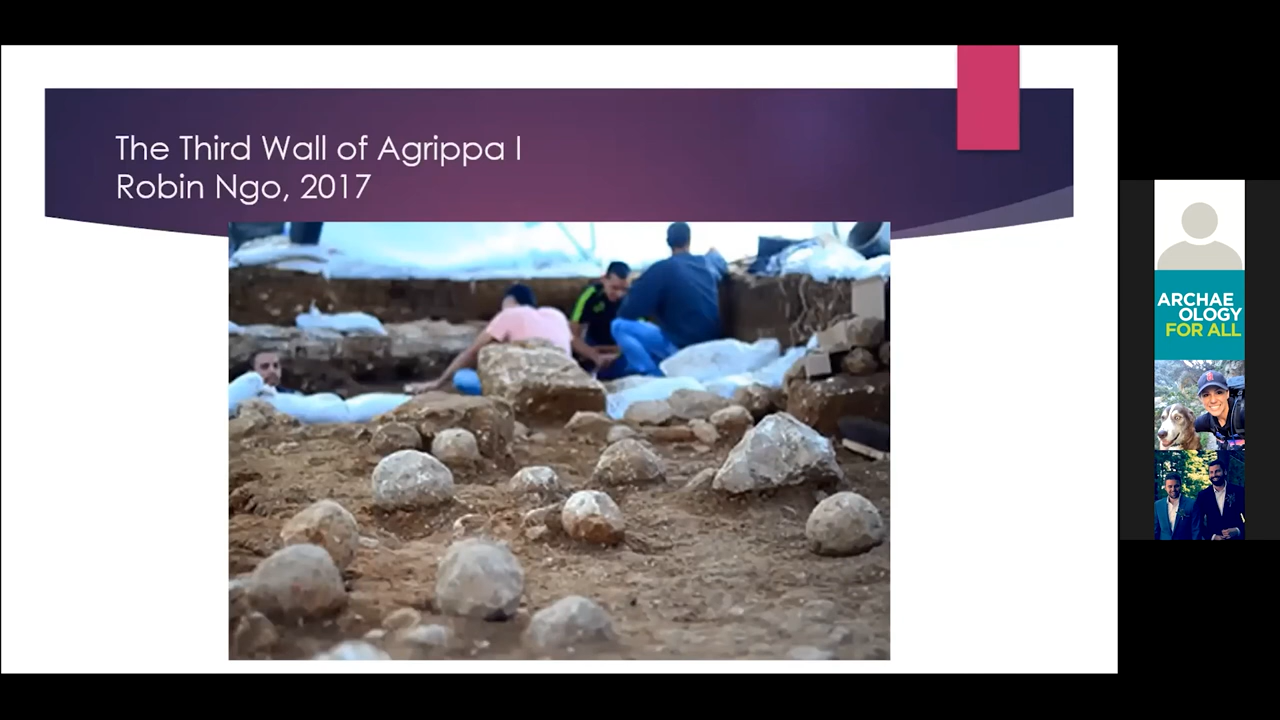 The Third Wall of Agrippa I
Robin Ngo, 2017
ARCHAE
OLOGY
FOR ALL